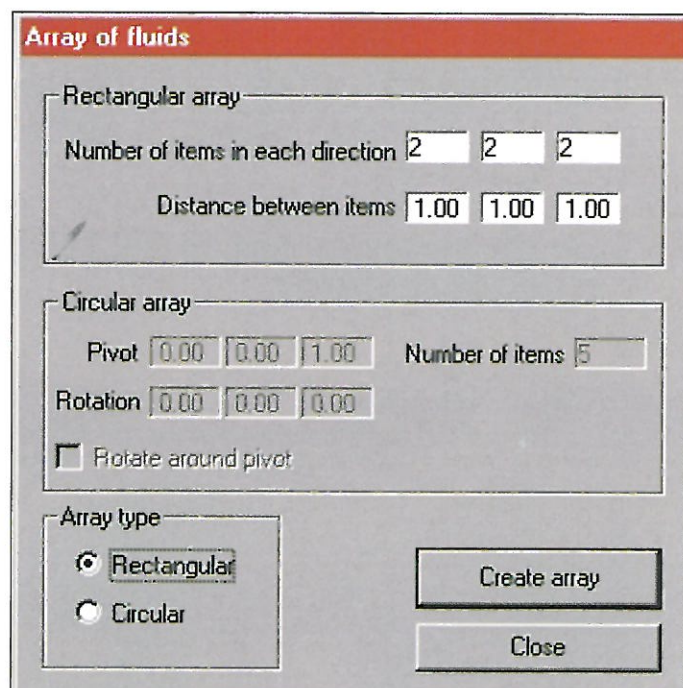 Array of fluids
Rectangular array
Number of items in each direction 2 2 2
Distance between items 1.00 1.00 1.00
Circular array
Pivot 0.00 0.00 1.00 Number of items 5
Rotation 0.00 0.00 0.00
Rotate around pivot
Array type
Rectangular
Circular
Create array
Close